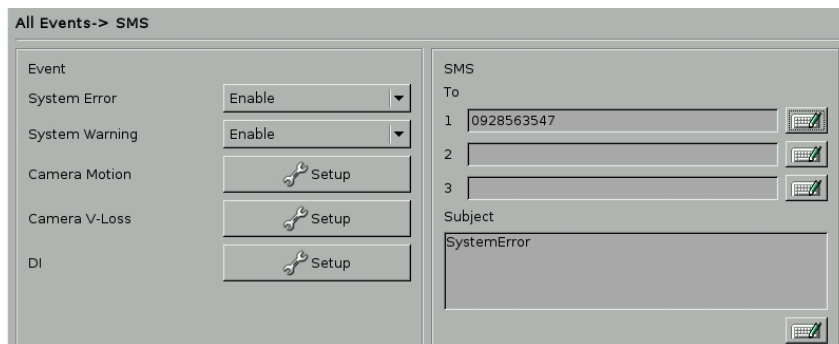 All Events-> SMS
Event
System Error Enable
System Warning Enable
Camera Motion Setup
Camera V-Loss Setup
DI Setup
SMS
To
1 0928563547
2
3
Subject
SystemError